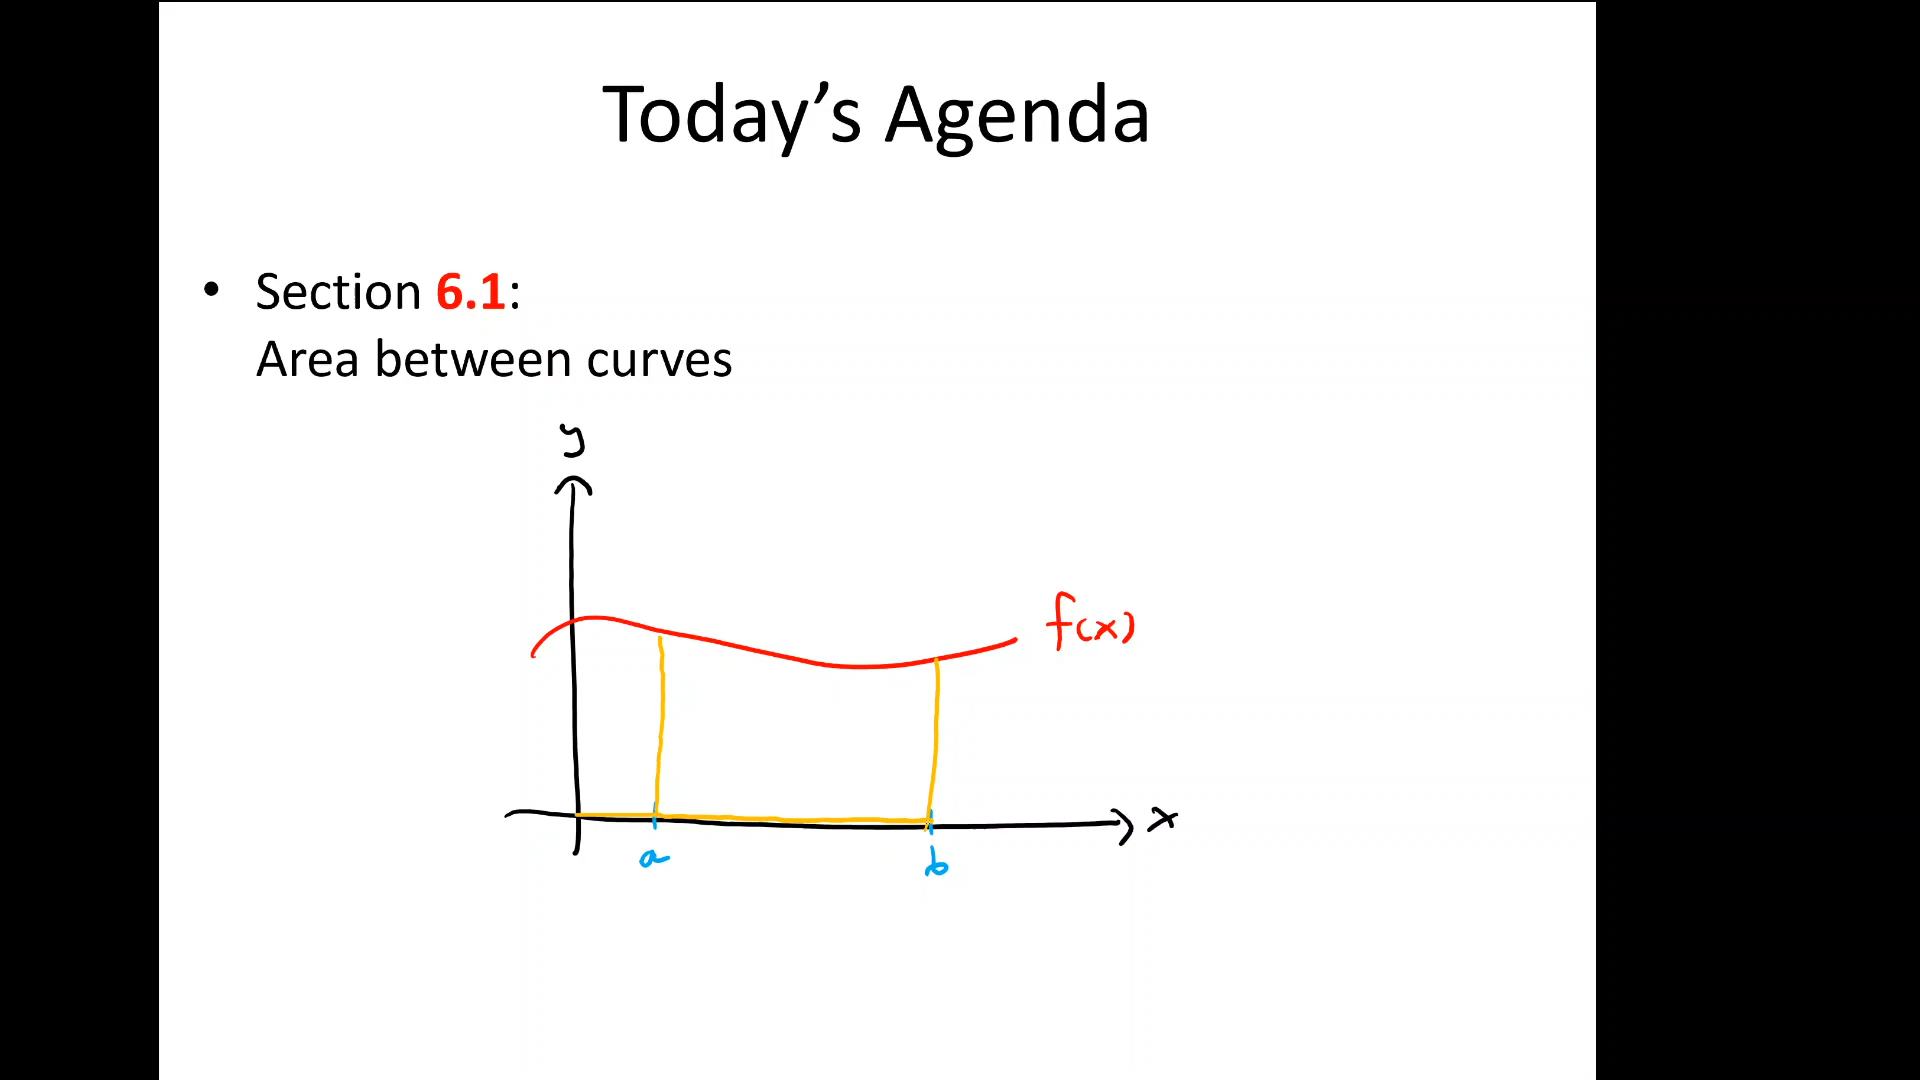 Today’s Agenda
• Section 6.1:
Area between curves
y
f(x)
x
a
b